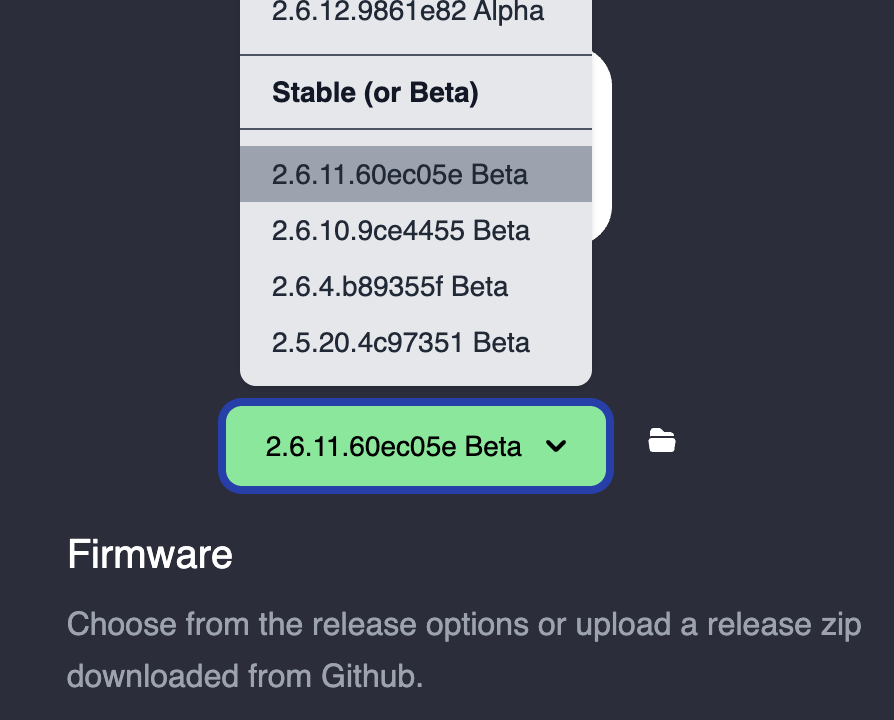 2.6.12.9861e82 Alpha
Stable (or Beta)
2.6.11.60ec05e Beta
2.6.10.9ce4455 Beta
2.6.4.b89355f Beta
2.5.20.4c97351 Beta
2.6.11.60ec05e Beta
Firmware
Choose from the release options or upload a release zip
downloaded from Github.